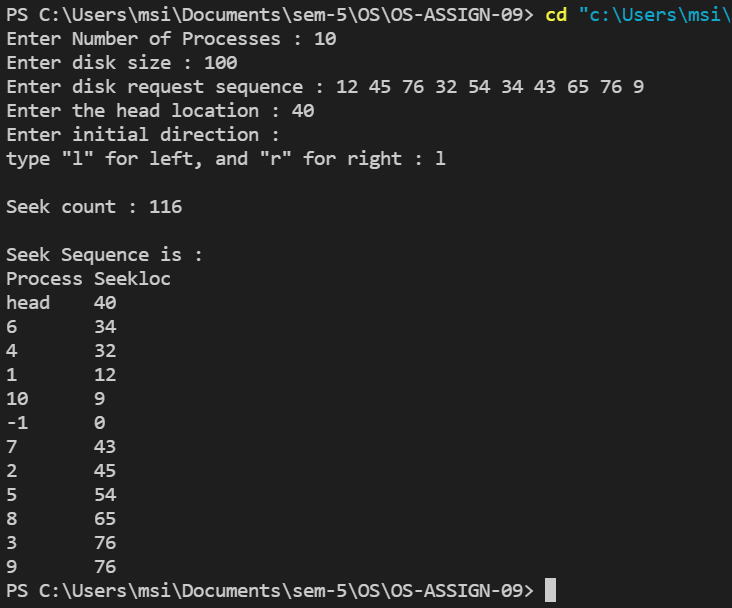 PS C:\Users\msi\Documents\sem-5\OS\OS-ASSIGN-09> cd "c:\Users\msi\
Enter Number of Processes : 10
Enter disk size : 100
Enter disk request sequence : 12 45 76 32 54 34 43 65 76 9
Enter the head location : 40
Enter initial direction :
type "l" for left, and "r" for right : l
Seek count : 116
Seek Sequence is :
Process Seekloc
head    40
6       34
4       32
1       12
10      9
-1      0
7       43
2       45
5       54
8       65
3       76
9       76
PS C:\Users\msi\Documents\sem-5\OS\OS-ASSIGN-09>